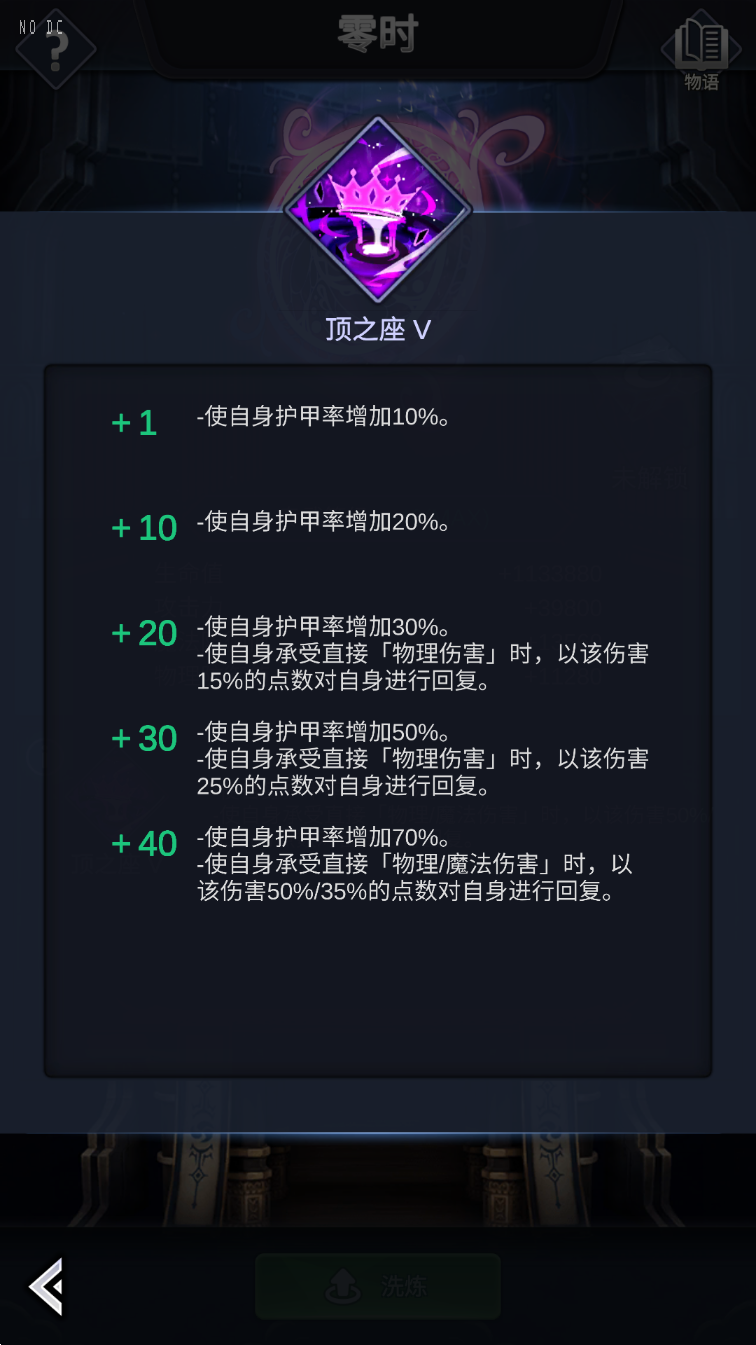 NO DC
零时
物语
顶之座 V
+1
-使自身护甲率增加10%。
+10
-使自身护甲率增加20%。
+20
-使自身护甲率增加30%。
-使自身承受直接「物理伤害」时，以该伤害
15%的点数对自身进行回复。
+30
-使自身护甲率增加50%。
-使自身承受直接「物理伤害」时，以该伤害
25%的点数对自身进行回复。
+40
-使自身护甲率增加70%。
-使自身承受直接「物理/魔法伤害」时，以
该伤害50%/35%的点数对自身进行回复。
洗炼